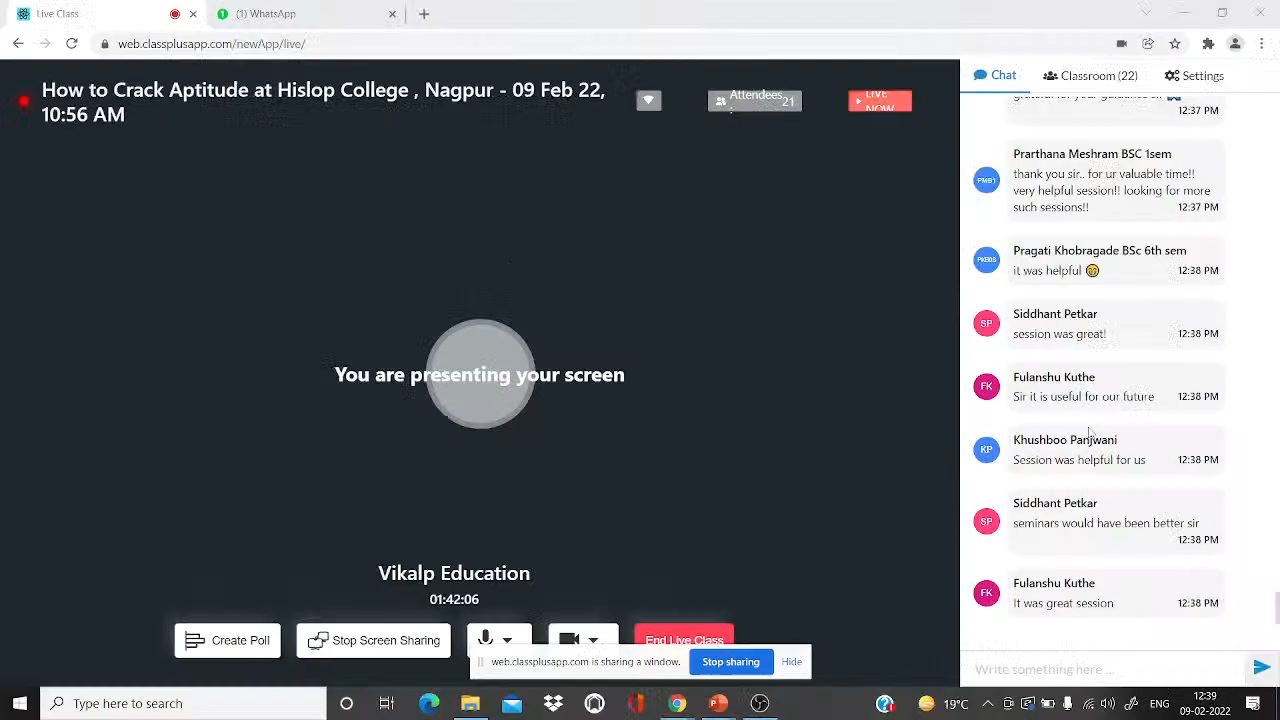 Live Class
(1) WhatsApp
web.classplusapp.com/newApp/live/
How to Crack Aptitude at Hislop College , Nagpur - 09 Feb 22,
10:56 AM
Attendees
21
LIVE
NOW
Chat
Classroom (22)
Settings
12:37 PM
PMB1
Prarthana Meshram BSC 1sem
thank you sir.. for ur valuable time!!
very helpful session!! looking for more
such sessions!!
12:37 PM
Pragati Khobragade BSc 6th sem
it was helpful 😊
12:38 PM
SP
Siddhant Petkar
session was great!
12:38 PM
FK
Fulanshu Kuthe
Sir it is useful for our future
12:38 PM
KP
Khushboo Panjwani
Session was helpful for us
12:38 PM
SP
Siddhant Petkar
seminars would have been better sir
12:38 PM
FK
Fulanshu Kuthe
It was great session
12:38 PM
You are presenting your screen
Vikalp Education
01:42:06
Create Poll
Stop Screen Sharing
End Live Class
web.classplusapp.com is sharing a window.
Stop sharing
Hide
Write something here ...
Type here to search
19°C
ENG
12:39
09-02-2022